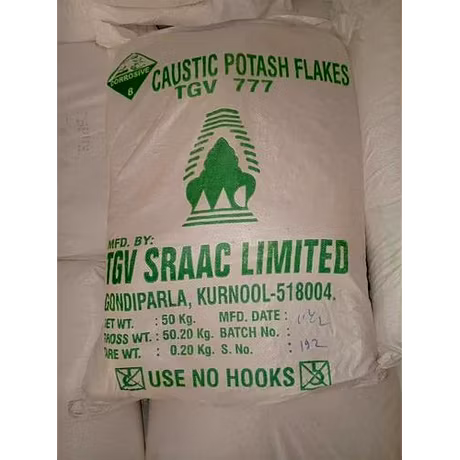 CORROSIVE
8
CAUSTIC POTASH FLAKES
TGV 777
MFD. BY:
TGV SRAAC LIMITED
GONDIPARLA, KURNOOL-518004.
NET WT. : 50 Kg. MFD. DATE :
GROSS WT. : 50.20 Kg. BATCH No. :
TARE WT. : 0.20 Kg. S. No. : 192
USE NO HOOKS